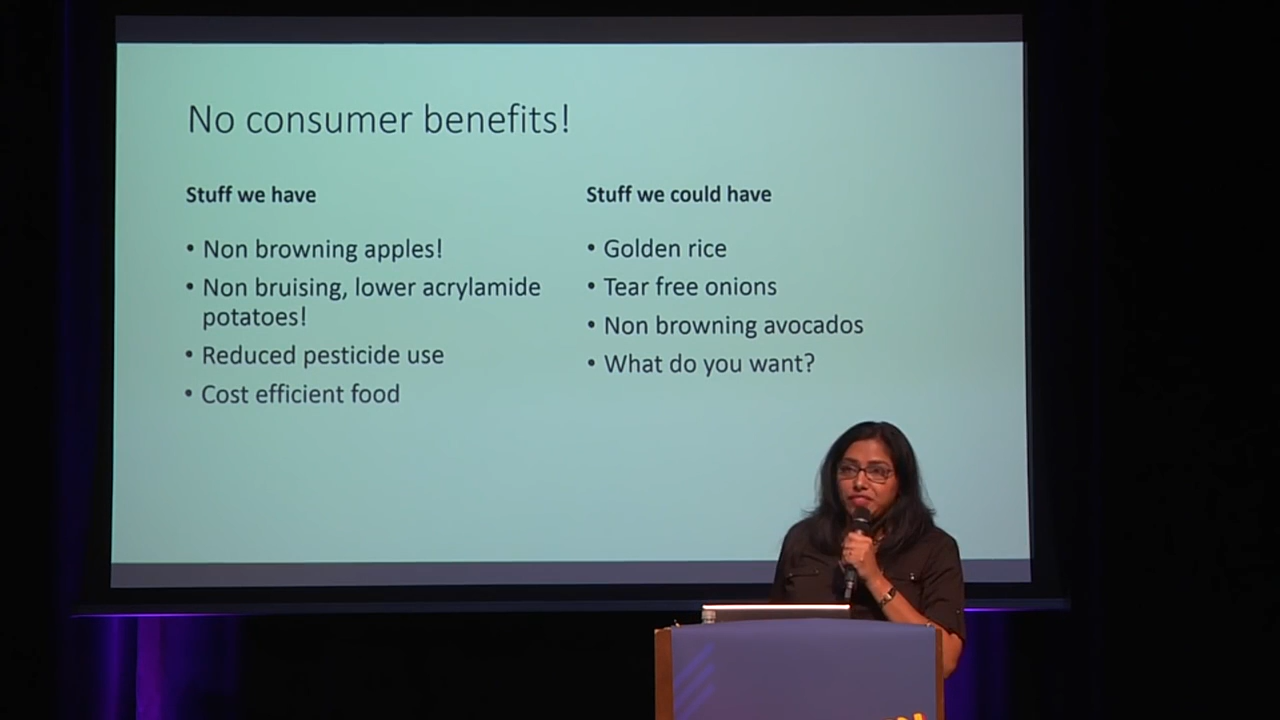 No consumer benefits!
Stuff we have
• Non browning apples!
• Non bruising, lower acrylamide
potatoes!
• Reduced pesticide use
• Cost efficient food
Stuff we could have
• Golden rice
• Tear free onions
• Non browning avocados
• What do you want?